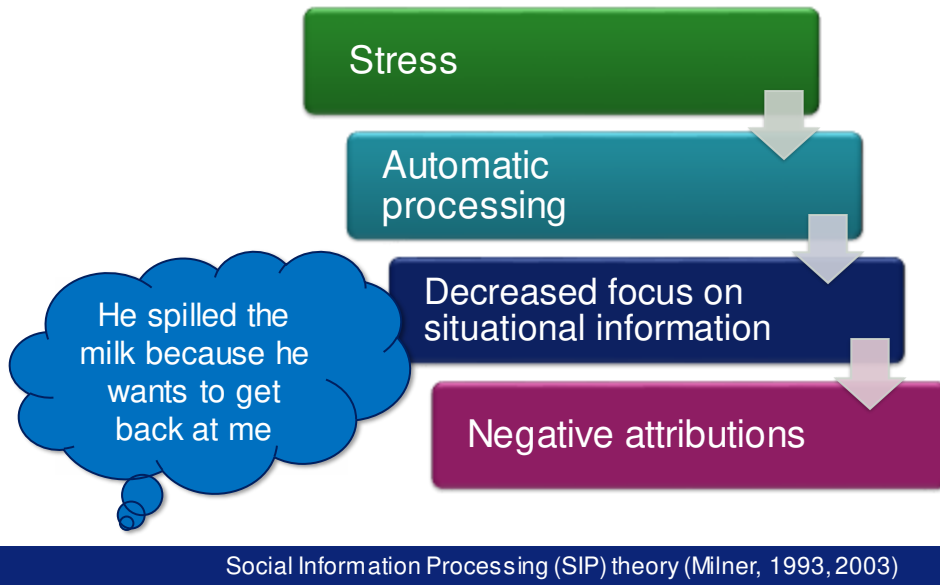 Stress
Automatic
processing
Decreased focus on
situational information
He spilled the
milk because he
wants to get
back at me
Negative attributions
Social Information Processing (SIP) theory (Milner, 1993, 2003)